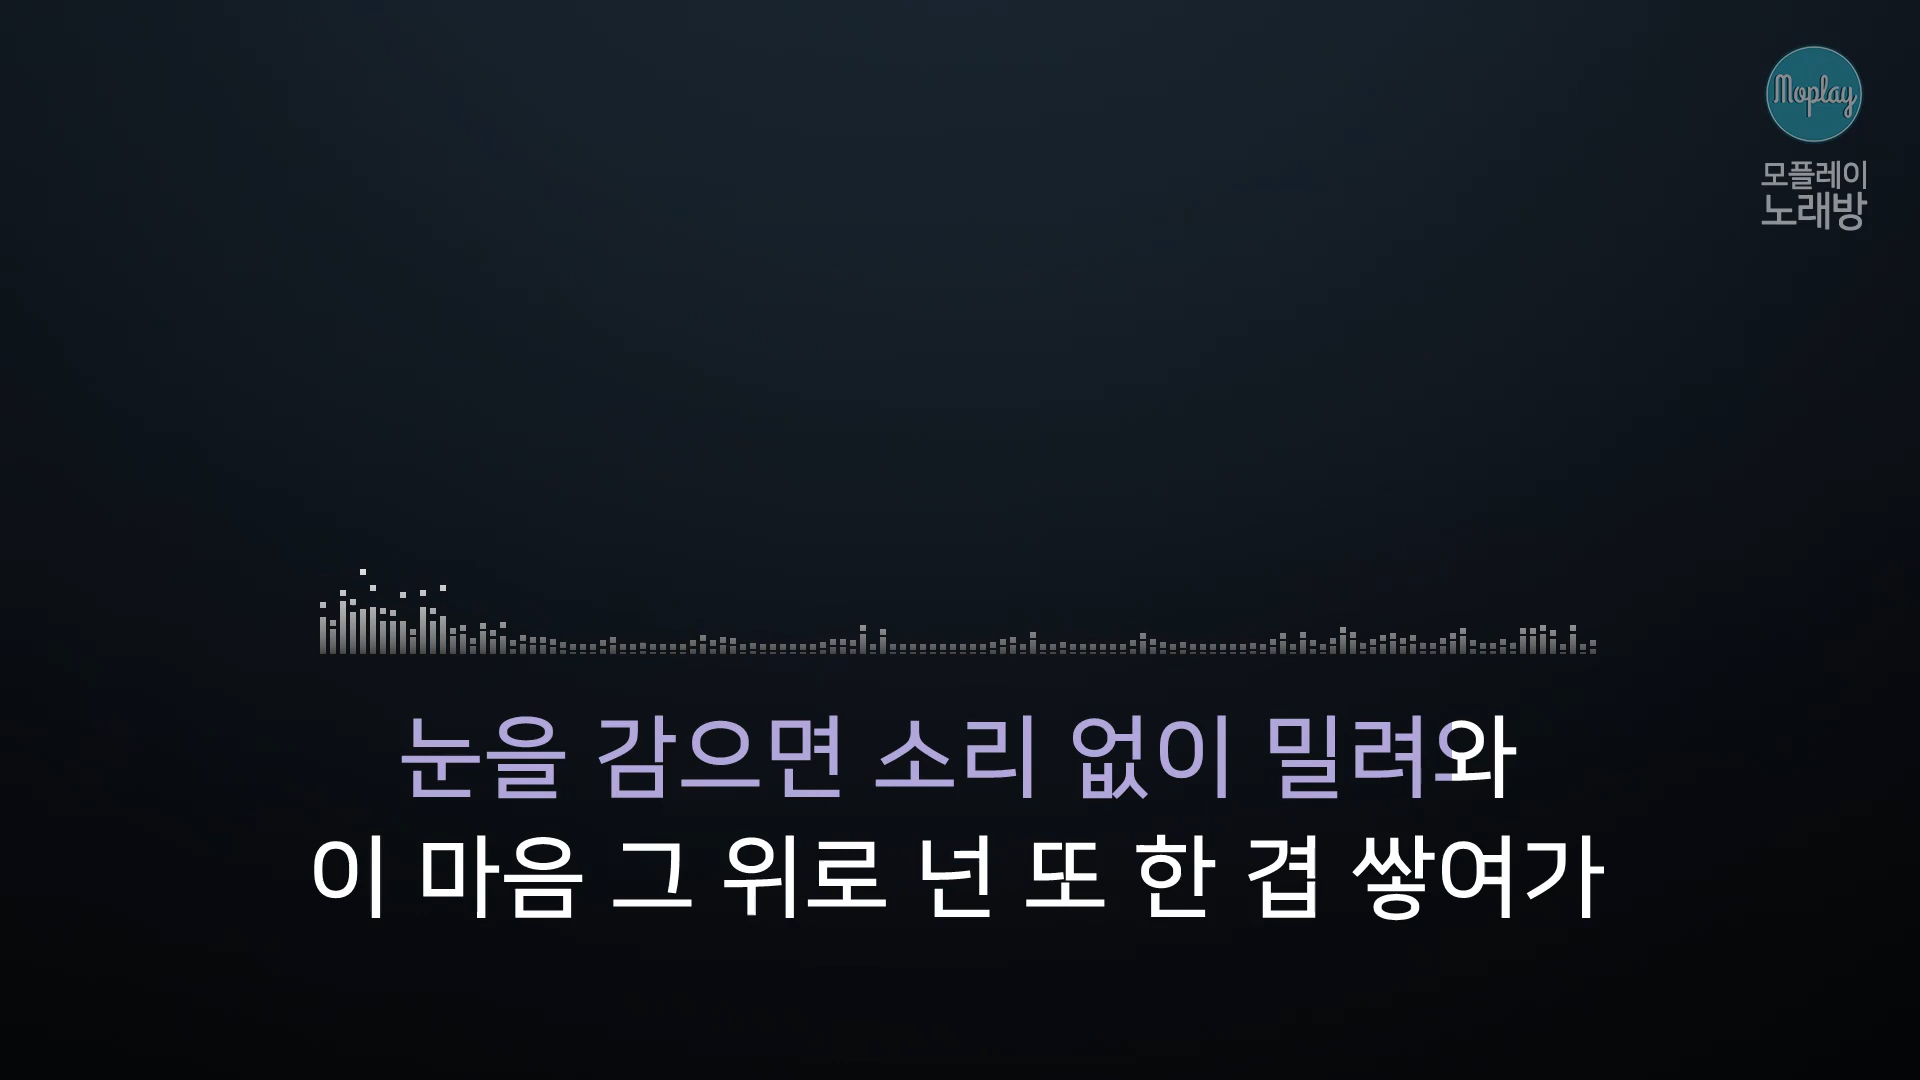 Moplay
모플레이
노래방
눈을 감으면 소리 없이 밀려와
이 마음 그 위로 넌 또 한 겹 쌓여가